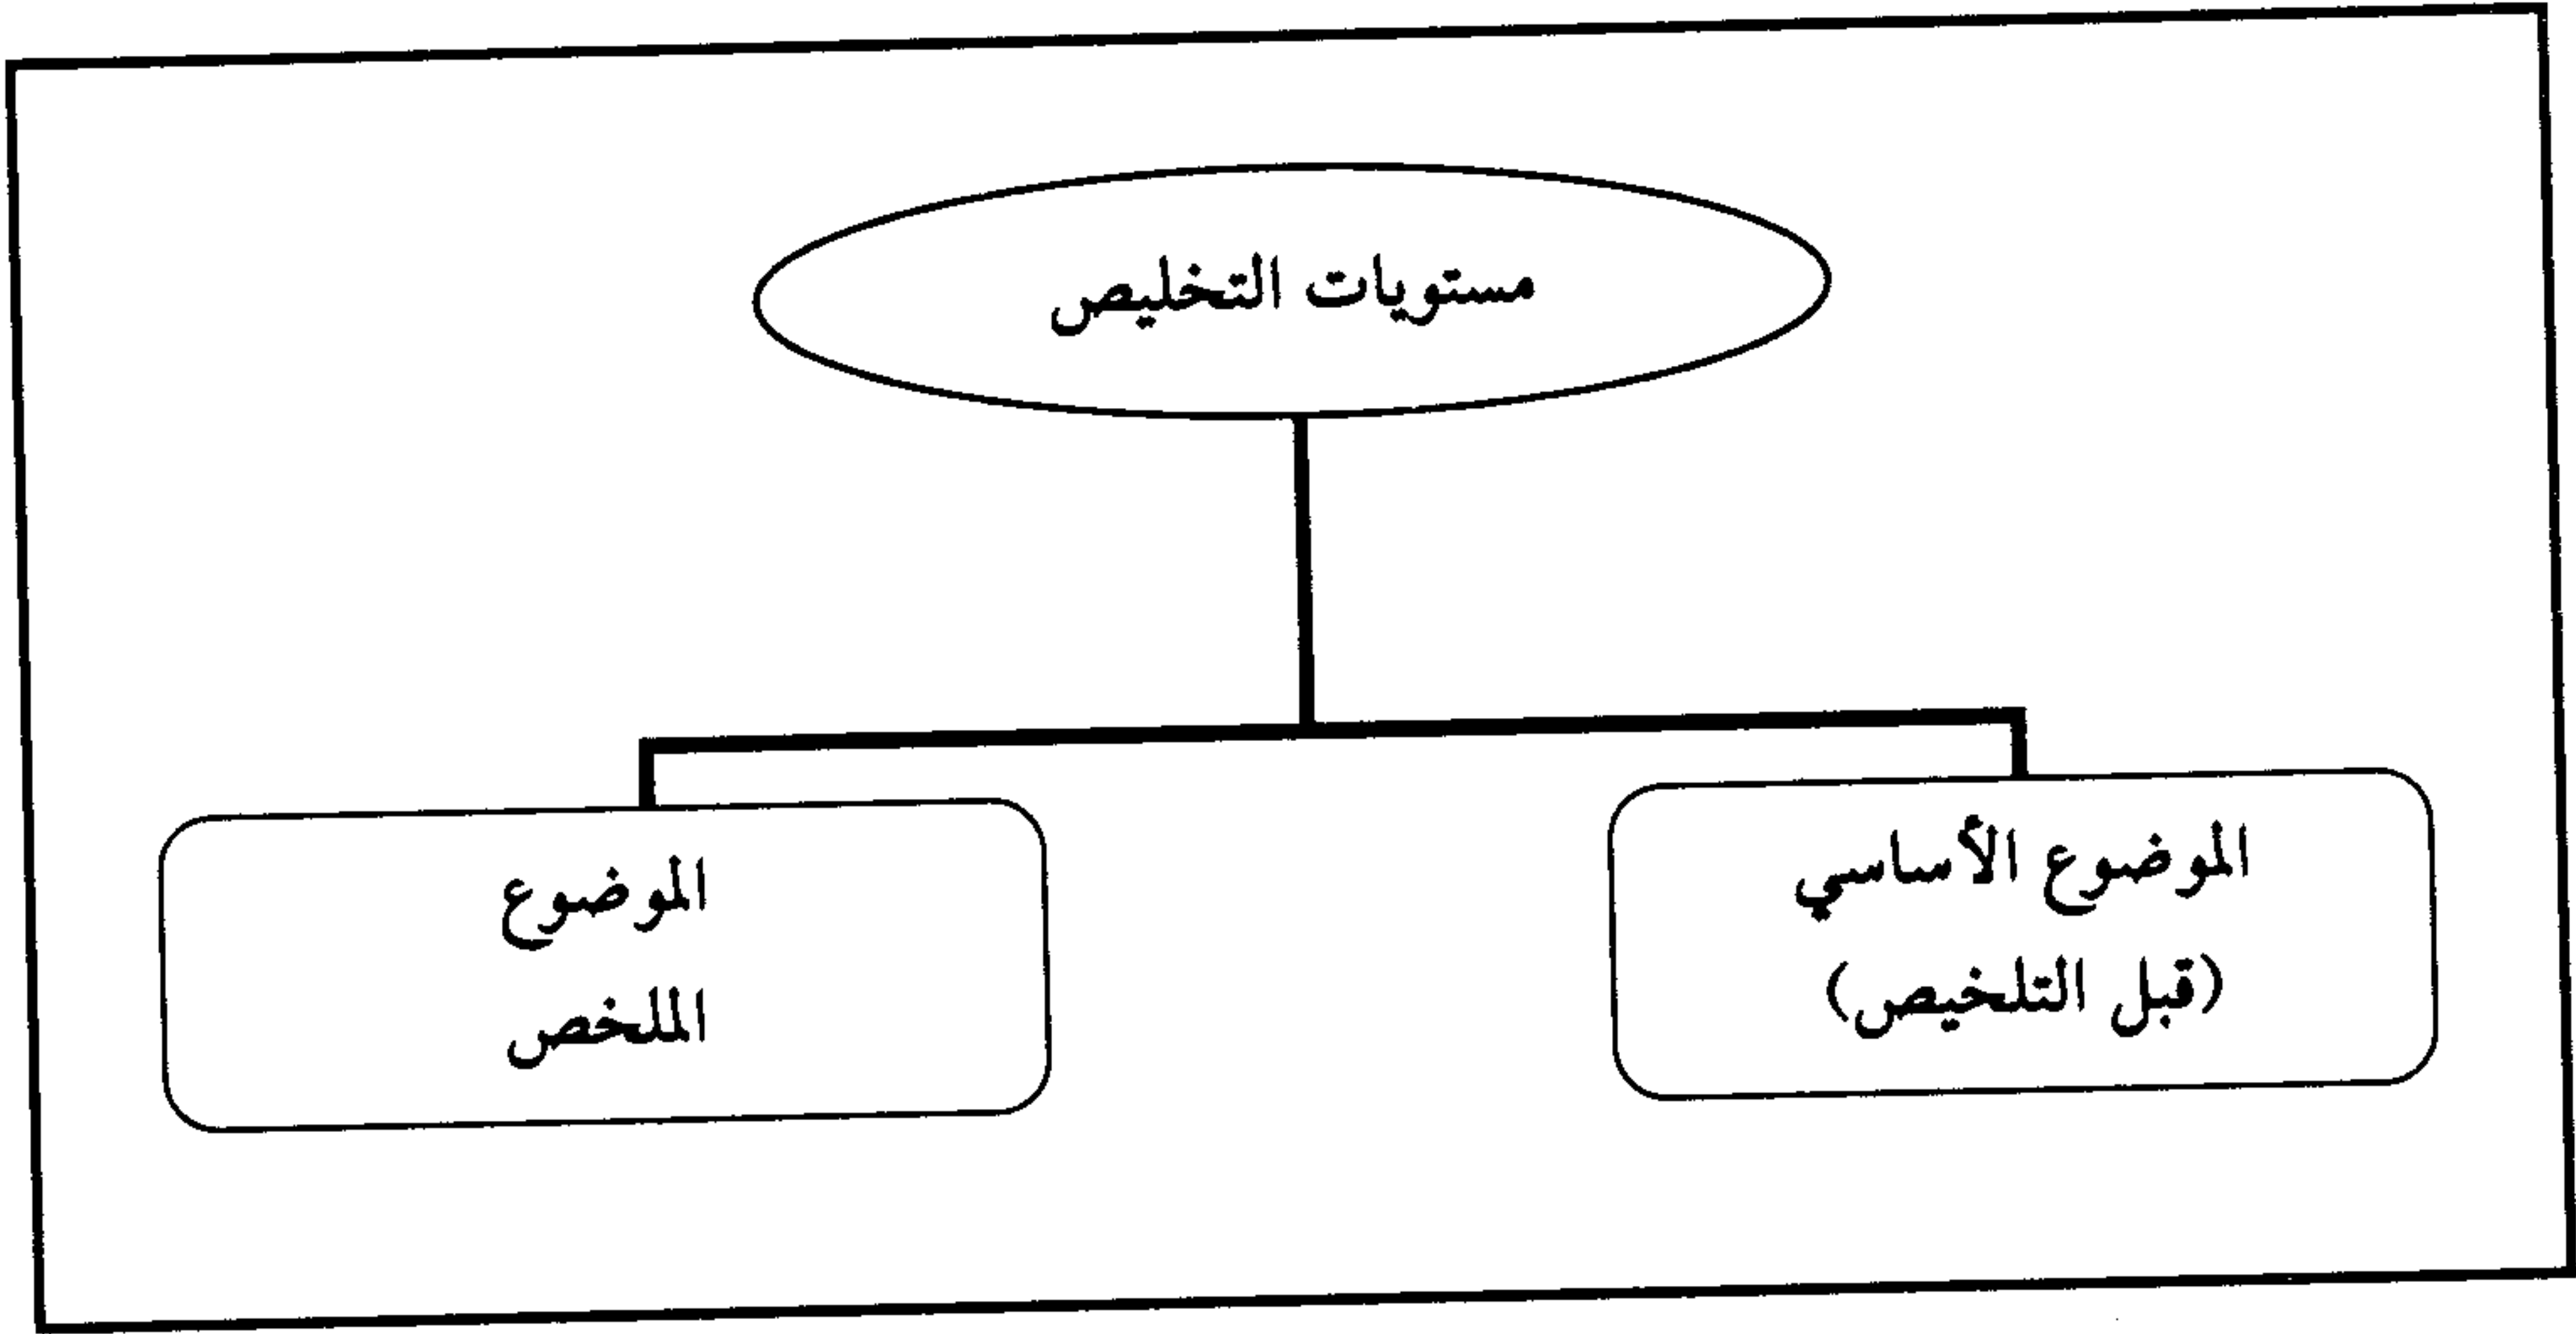 مستويات التخليص
الموضوع الأساسي
(قبل التلخيص)
الموضوع
الملخص